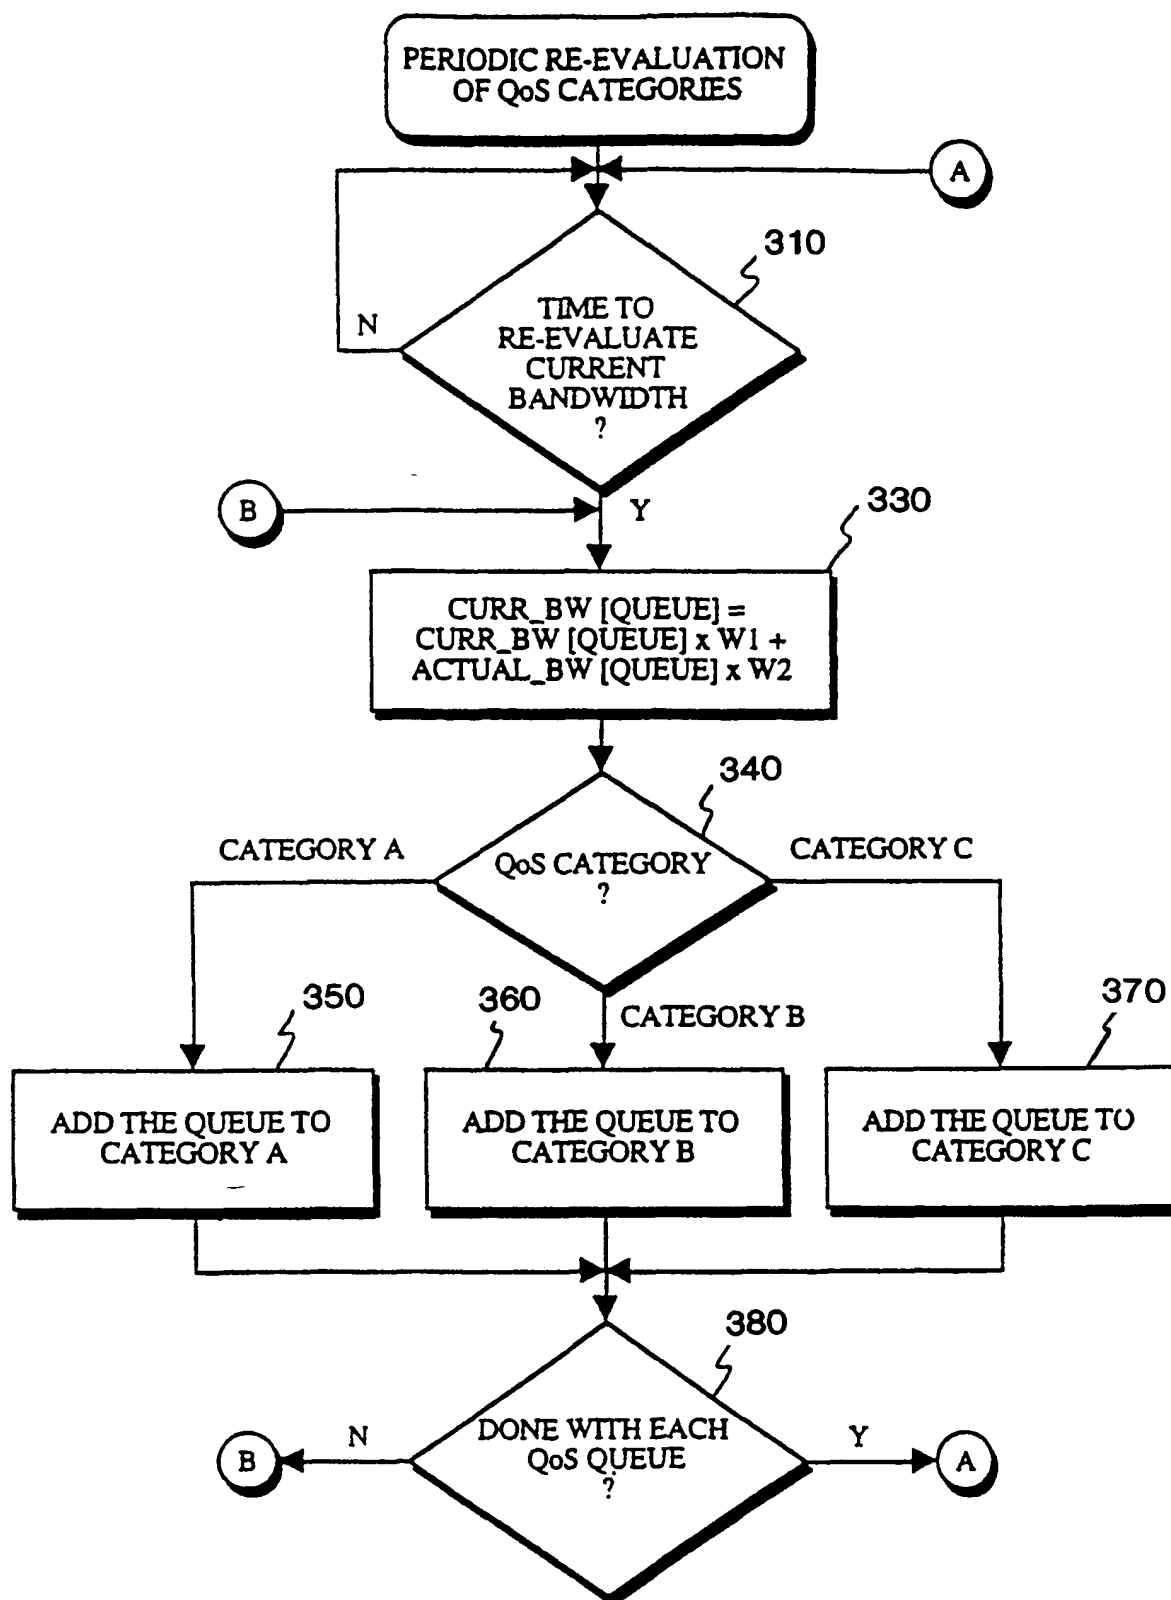 PERIODIC RE-EVALUATION
OF QoS CATEGORIES
A
310
TIME TO
RE-EVALUATE
CURRENT
BANDWIDTH
?
N
B
Y
330
CURR_BW [QUEUE] =
CURR_BW [QUEUE] x W1 +
ACTUAL_BW [QUEUE] x W2
340
CATEGORY A
QoS CATEGORY
?
CATEGORY C
350
360
CATEGORY B
370
ADD THE QUEUE TO
CATEGORY A
ADD THE QUEUE TO
CATEGORY B
ADD THE QUEUE TO
CATEGORY C
380
B
N
DONE WITH EACH
QoS QUEUE
?
Y
A